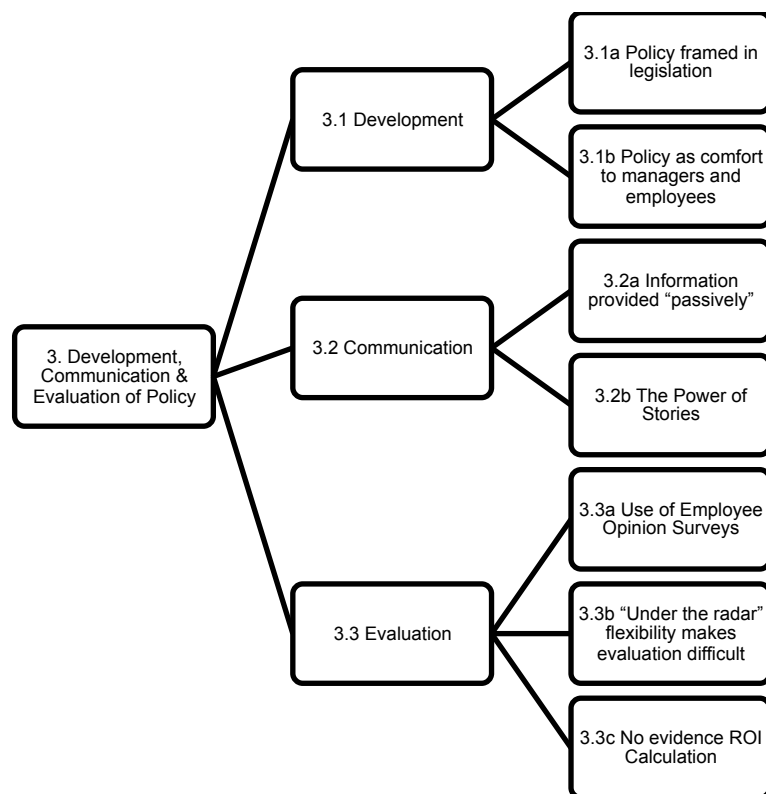 3. Development,
Communication &
Evaluation of Policy
3.1 Development
3.1a Policy framed in
legislation
3.1b Policy as comfort
to managers and
employees
3.2 Communication
3.2a Information
provided “passively”
3.2b The Power of
Stories
3.3 Evaluation
3.3a Use of Employee
Opinion Surveys
3.3b “Under the radar”
flexibility makes
evaluation difficult
3.3c No evidence ROI
Calculation